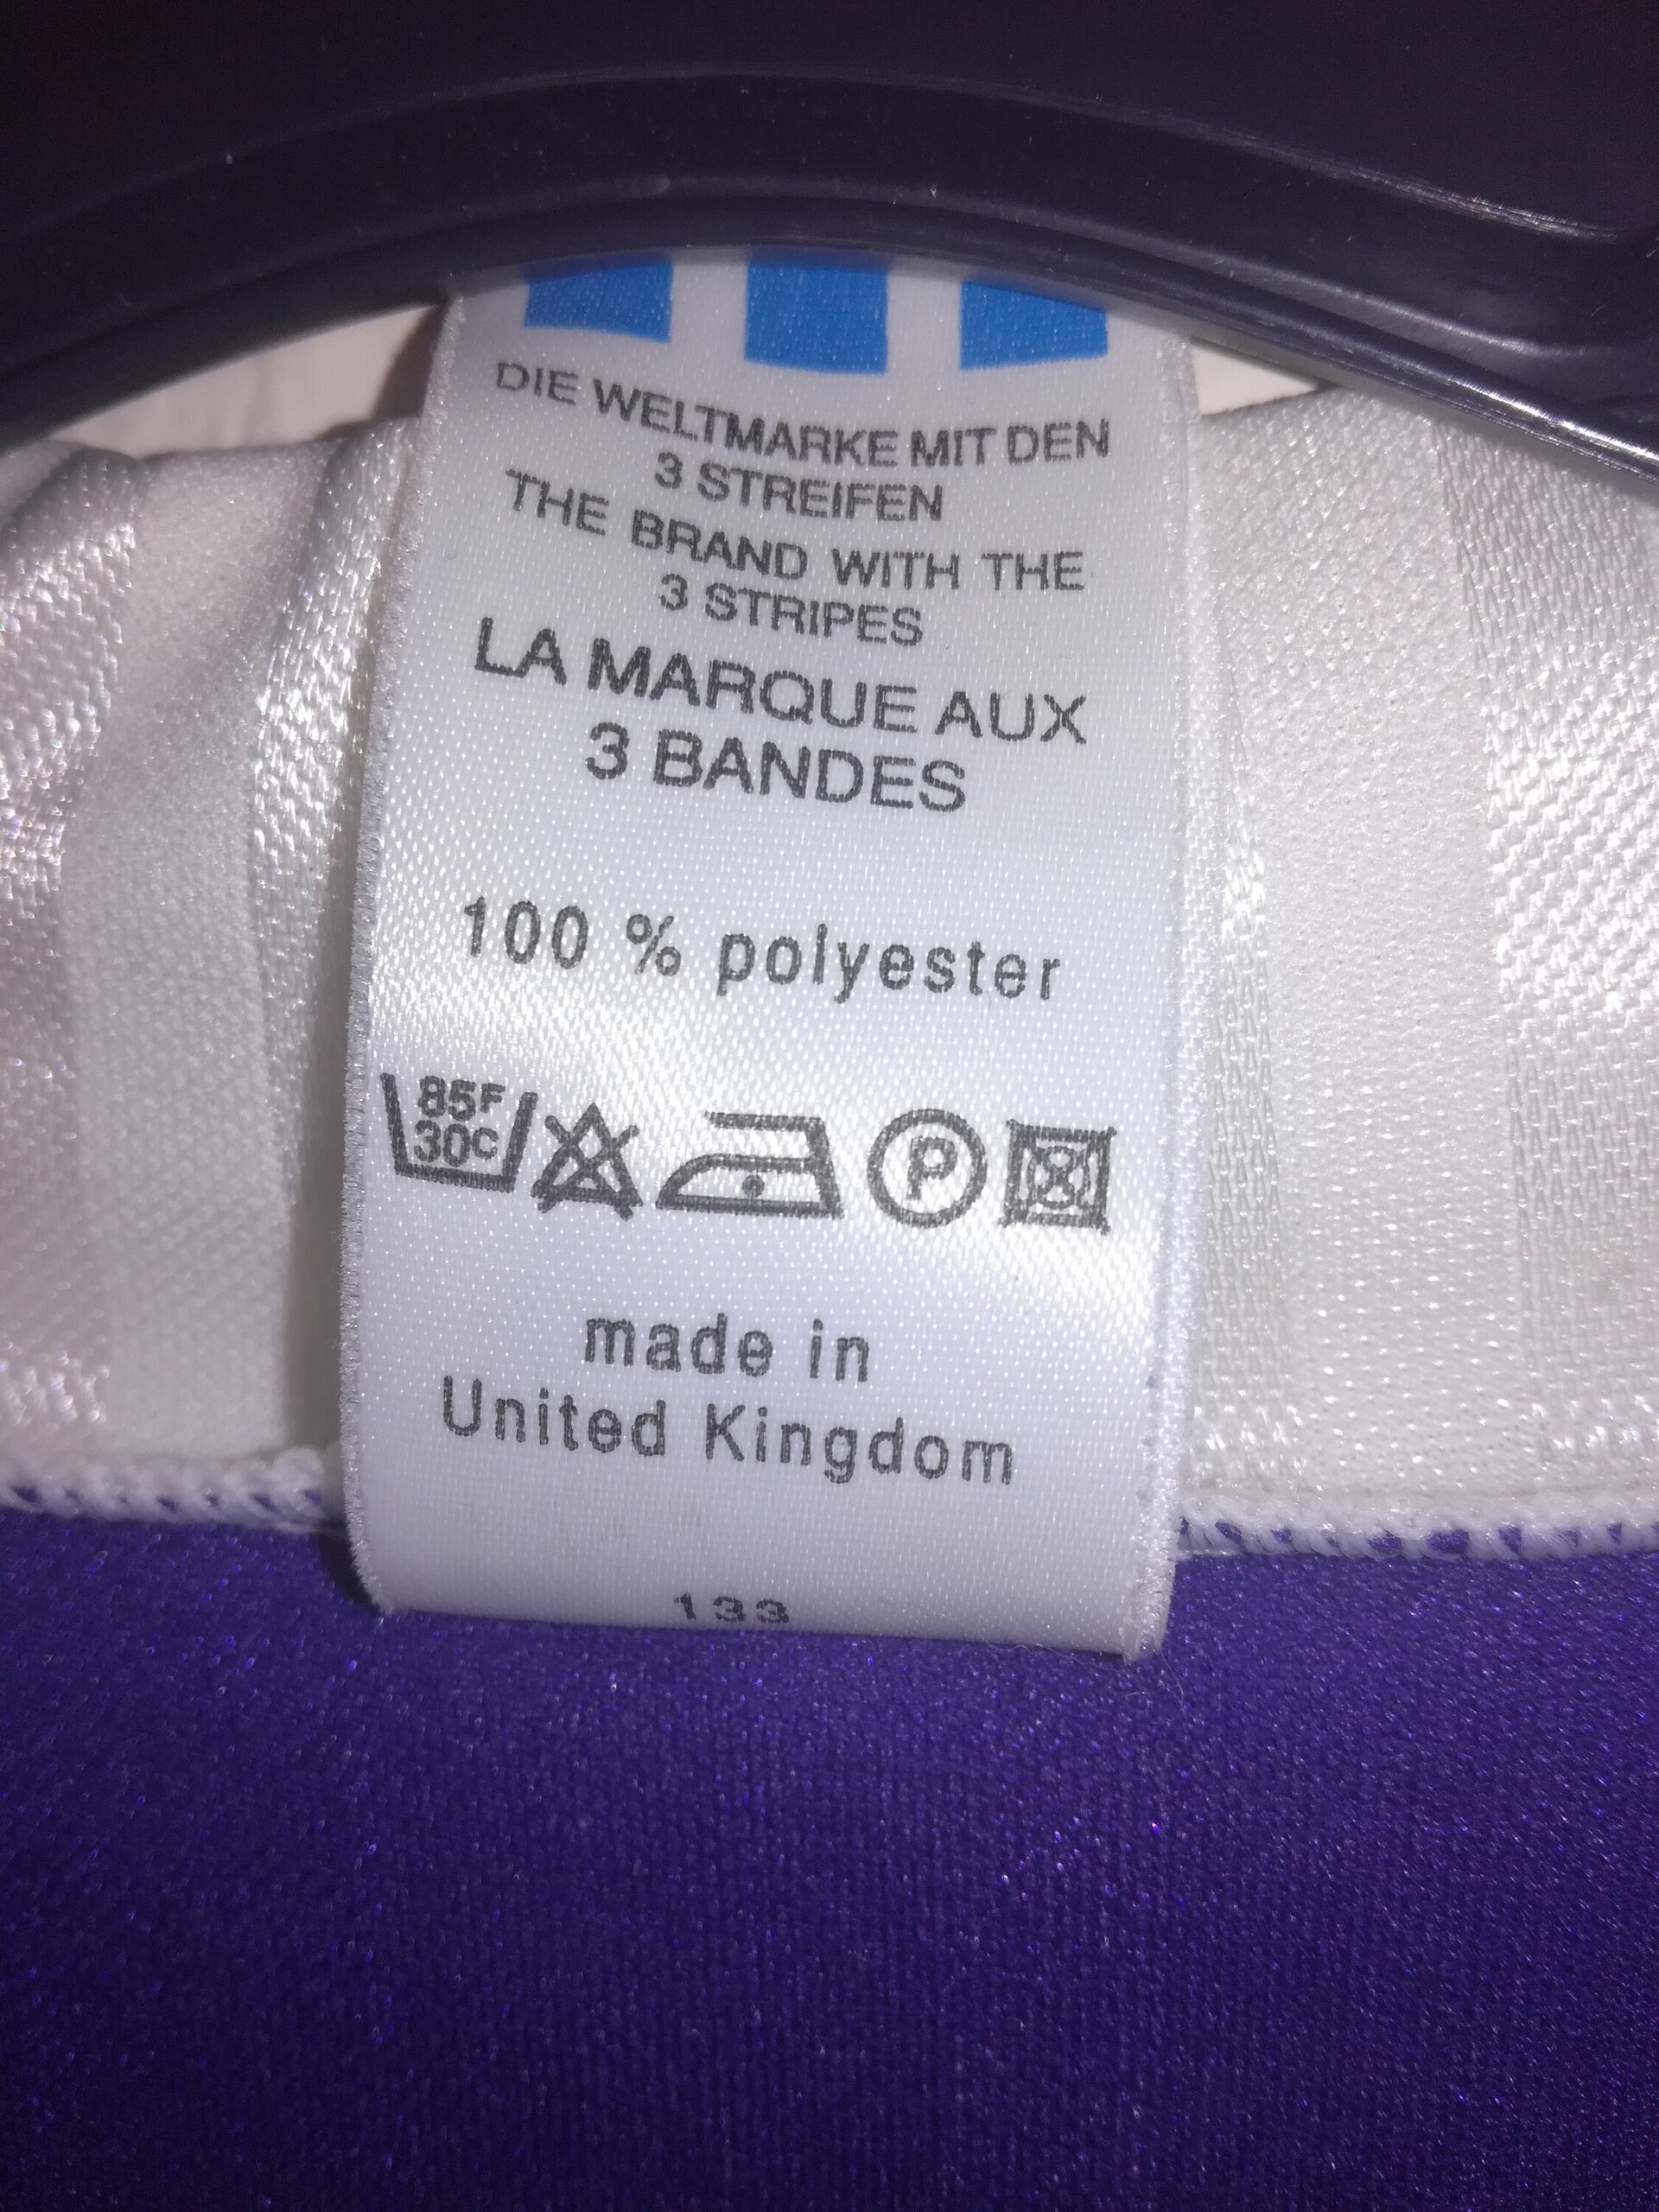 DIE WELTMARKE MIT DEN
3 STREIFEN
THE BRAND WITH THE
3 STRIPES
LA MARQUE AUX
3 BANDES
100 % polyester
85F
30C
P
made in
United Kingdom
133